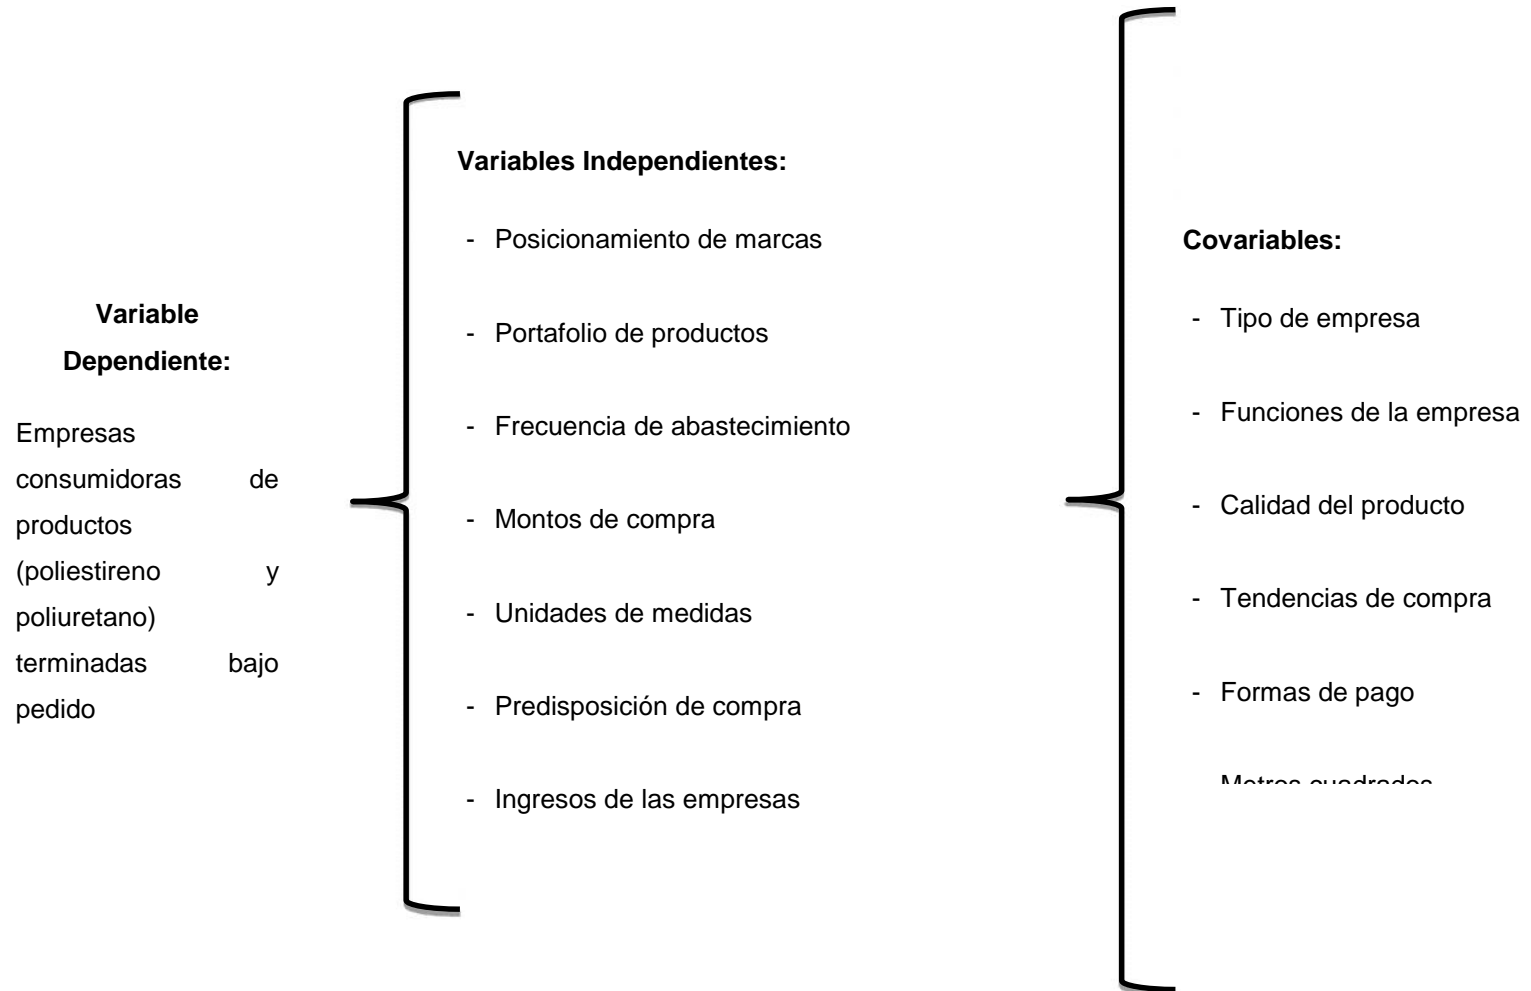 Variable
Dependiente:
Empresas
consumidoras de
productos
(poliestireno y
poliuretano)
terminadas bajo
pedido
Variables Independientes:
- Posicionamiento de marcas
- Portafolio de productos
- Frecuencia de abastecimiento
- Montos de compra
- Unidades de medidas
- Predisposición de compra
- Ingresos de las empresas
Covariables:
- Tipo de empresa
- Funciones de la empresa
- Calidad del producto
- Tendencias de compra
- Formas de pago
Metros cuadrados